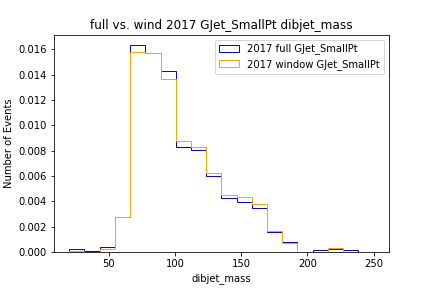 full vs. wind 2017 GJet_SmallPt dibjet_mass
2017 full GJet_SmallPt
2017 window GJet_SmallPt
Number of Events
0.016
0.014
0.012
0.010
0.008
0.006
0.004
0.002
0.000
50
100
150
200
250
dibjet_mass